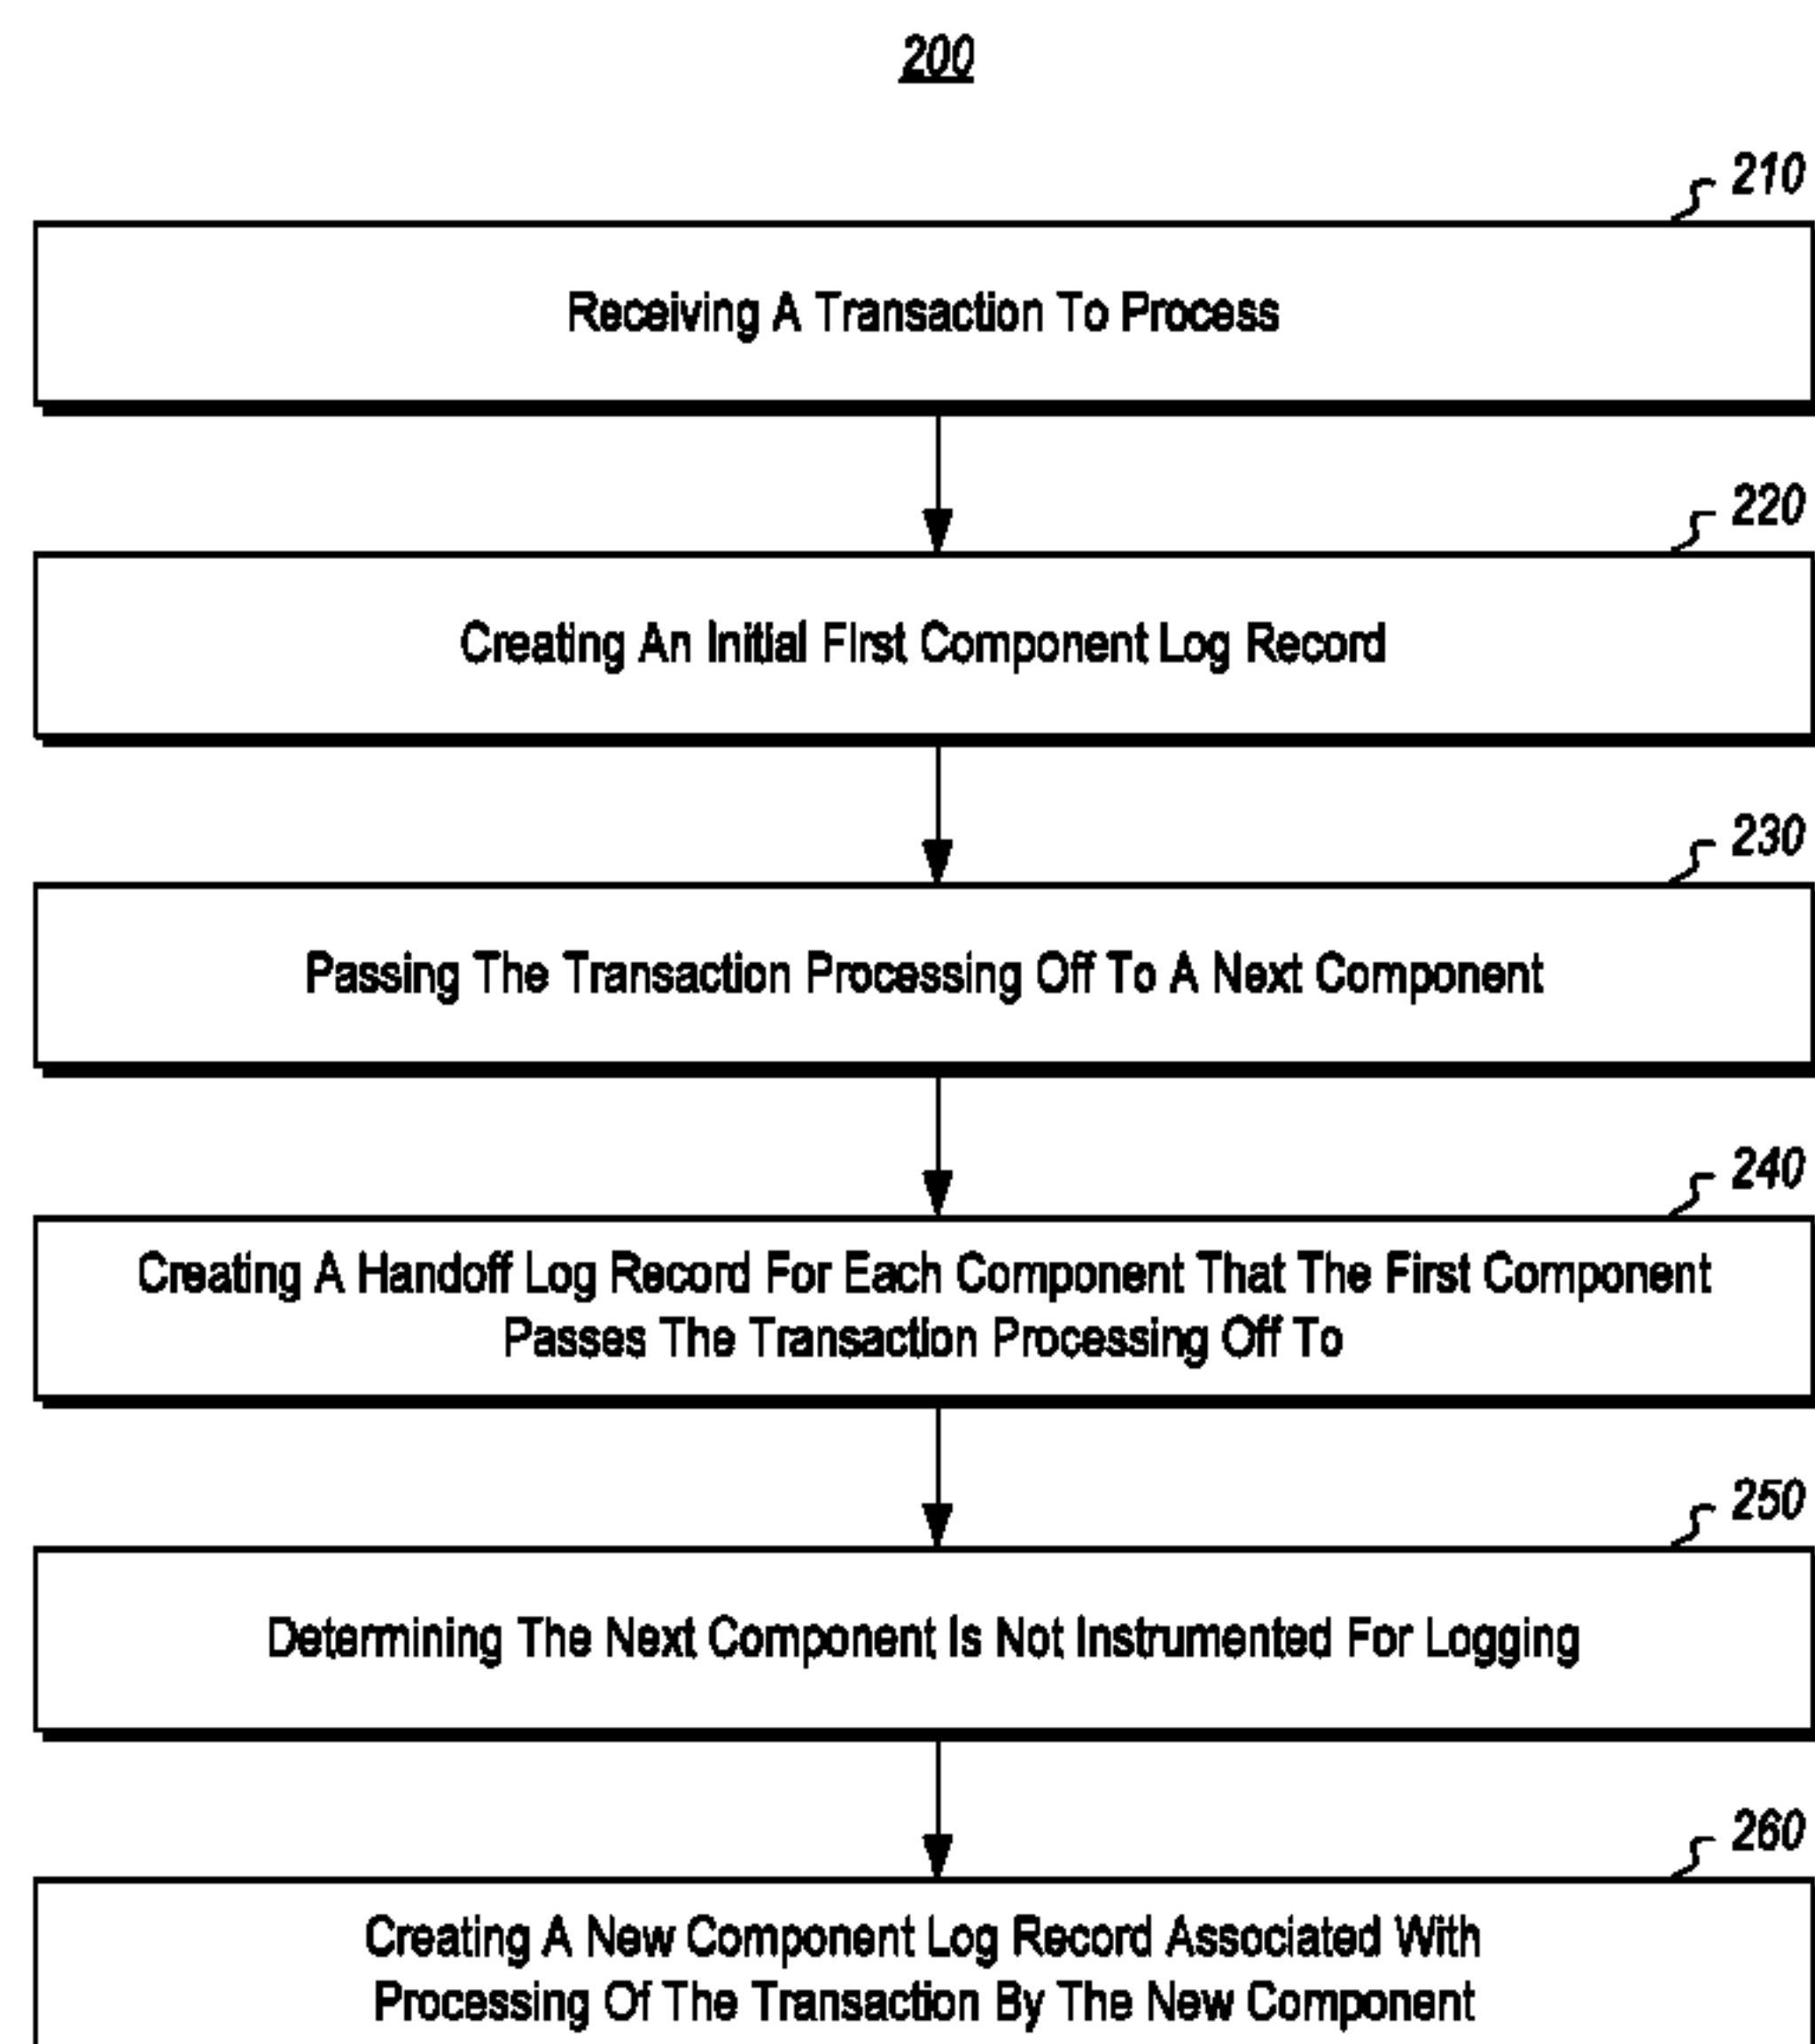 200
210
Receiving A Transaction To Process
220
Creating An Initial First Component Log Record
230
Passing The Transaction Processing Off To A Next Component
240
Creating A Handoff Log Record For Each Component That The First Component
Passes The Transaction Processing Off To
250
Determining The Next Component Is Not Instrumented For Logging
260
Creating A New Component Log Record Associated With
Processing Of The Transaction By The New Component